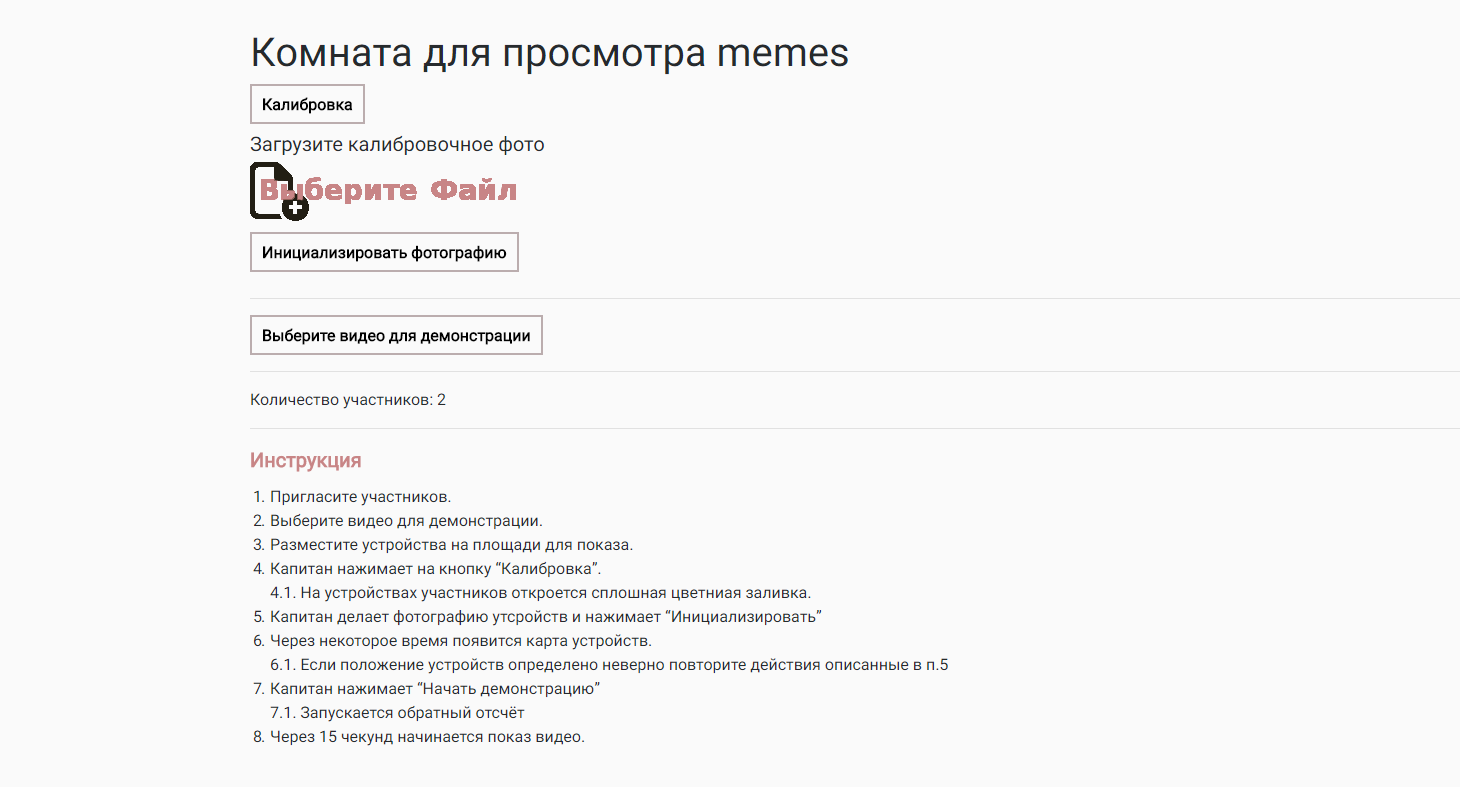 Комната для просмотра memes
Калибровка
Загрузите калибровочное фото
Выберите Файл
Инициализировать фотографию
Выберите видео для демонстрации
Количество участников: 2
Инструкция
1. Пригласите участников.
2. Выберите видео для демонстрации.
3. Разместите устройства на площади для показа.
4. Капитан нажимает на кнопку “Калибровка”.
4.1. На устройствах участников откроется сплошная цветниая заливка.
5. Капитан делает фотографию утсройств и нажимает “Инициализировать”
6. Через некоторое время появится карта устройств.
6.1. Если положение устройств определено неверно повторите действия описанные в п.5
7. Капитан нажимает “Начать демонстрацию”
7.1. Запускается обратный отсчёт
8. Через 15 чекунд начинается показ видео.